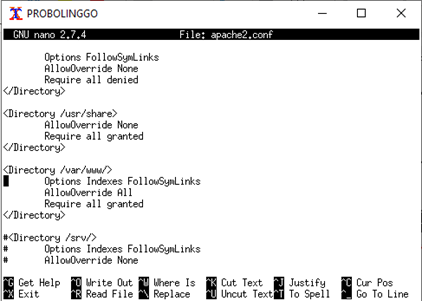 PROBOLINGGO
GNU nano 2.7.4 File: apache2.conf
Options FollowSymLinks
AllowOverride None
Require all denied
</Directory>
<Directory /usr/share>
AllowOverride None
Require all granted
</Directory>
<Directory /var/www/>
Options Indexes FollowSymLinks
AllowOverride All
Require all granted
</Directory>
#<Directory /srv/>
# Options Indexes FollowSymLinks
# AllowOverride None
^G Get Help ^O Write Out ^W Where Is ^K Cut Text ^J Justify ^C Cur Pos
^X Exit ^R Read File ^\ Replace ^U Uncut Text ^T To Spell ^_ Go To Line